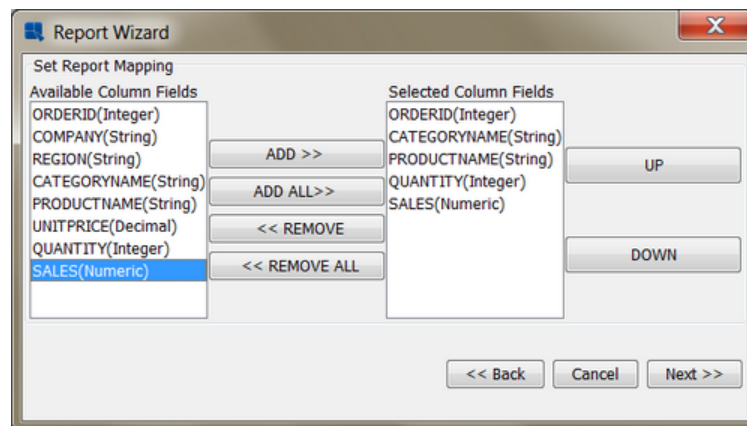 Report Wizard
Set Report Mapping
Available Column Fields
ORDERID(Integer)
COMPANY(String)
REGION(String)
CATEGORYNAME(String)
PRODUCTNAME(String)
UNITPRICE(Decimal)
QUANTITY(Integer)
SALES(Numeric)
ADD >>
ADD ALL>>
<< REMOVE
<< REMOVE ALL
Selected Column Fields
ORDERID(Integer)
CATEGORYNAME(String)
PRODUCTNAME(String)
QUANTITY(Integer)
SALES(Numeric)
UP
DOWN
<< Back
Cancel
Next >>